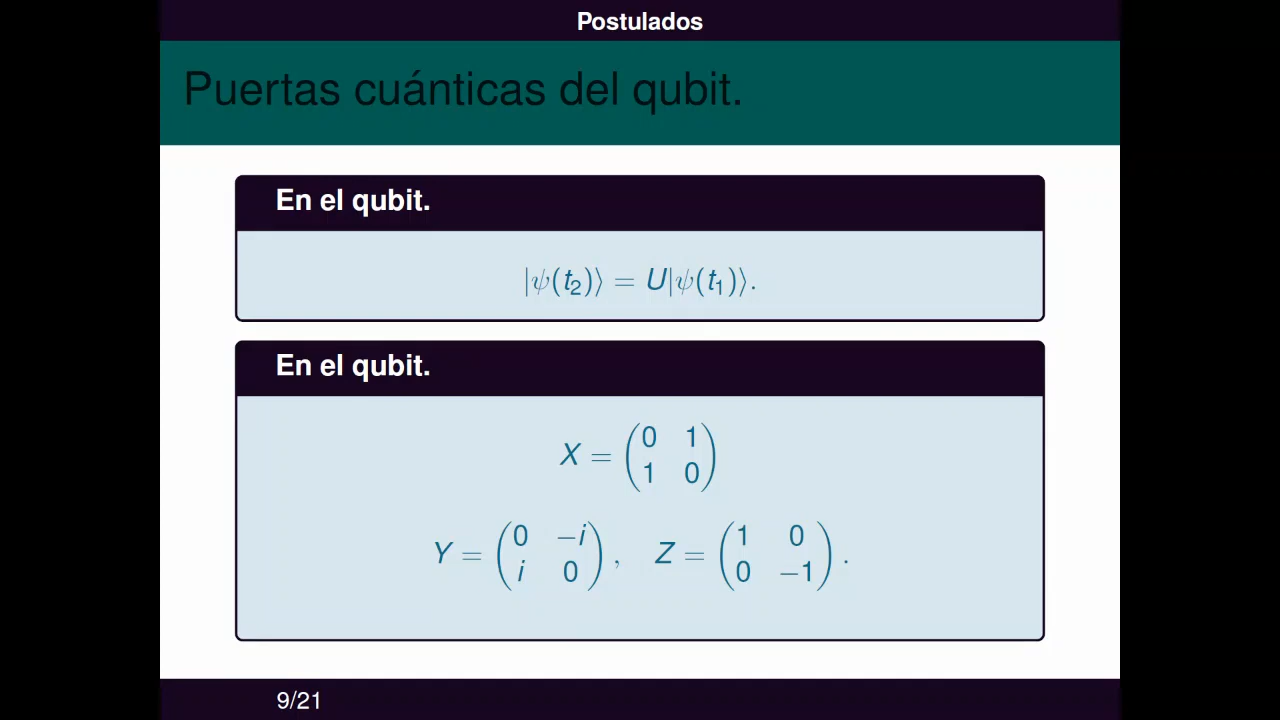 Postulados
Puertas cuánticas del qubit.
En el qubit.
|ψ(t₂)⟩ = U|ψ(t₁)⟩.
En el qubit.
X = (0 1
1 0)
Y = (0 −i
i 0), Z = (1 0
0 −1).
9/21